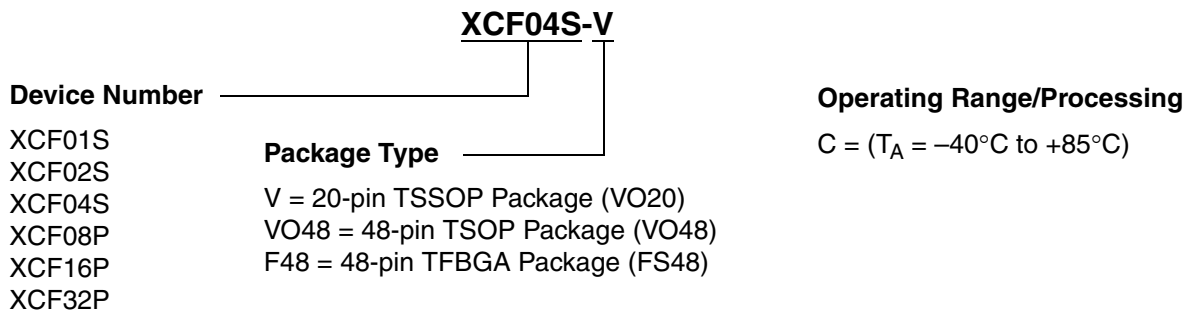 XCF04S-V
Device Number
XCF01S
XCF02S
XCF04S
XCF08P
XCF16P
XCF32P
Package Type
V = 20-pin TSSOP Package (VO20)
VO48 = 48-pin TSOP Package (VO48)
F48 = 48-pin TFBGA Package (FS48)
Operating Range/Processing
C = (TA = –40°C to +85°C)